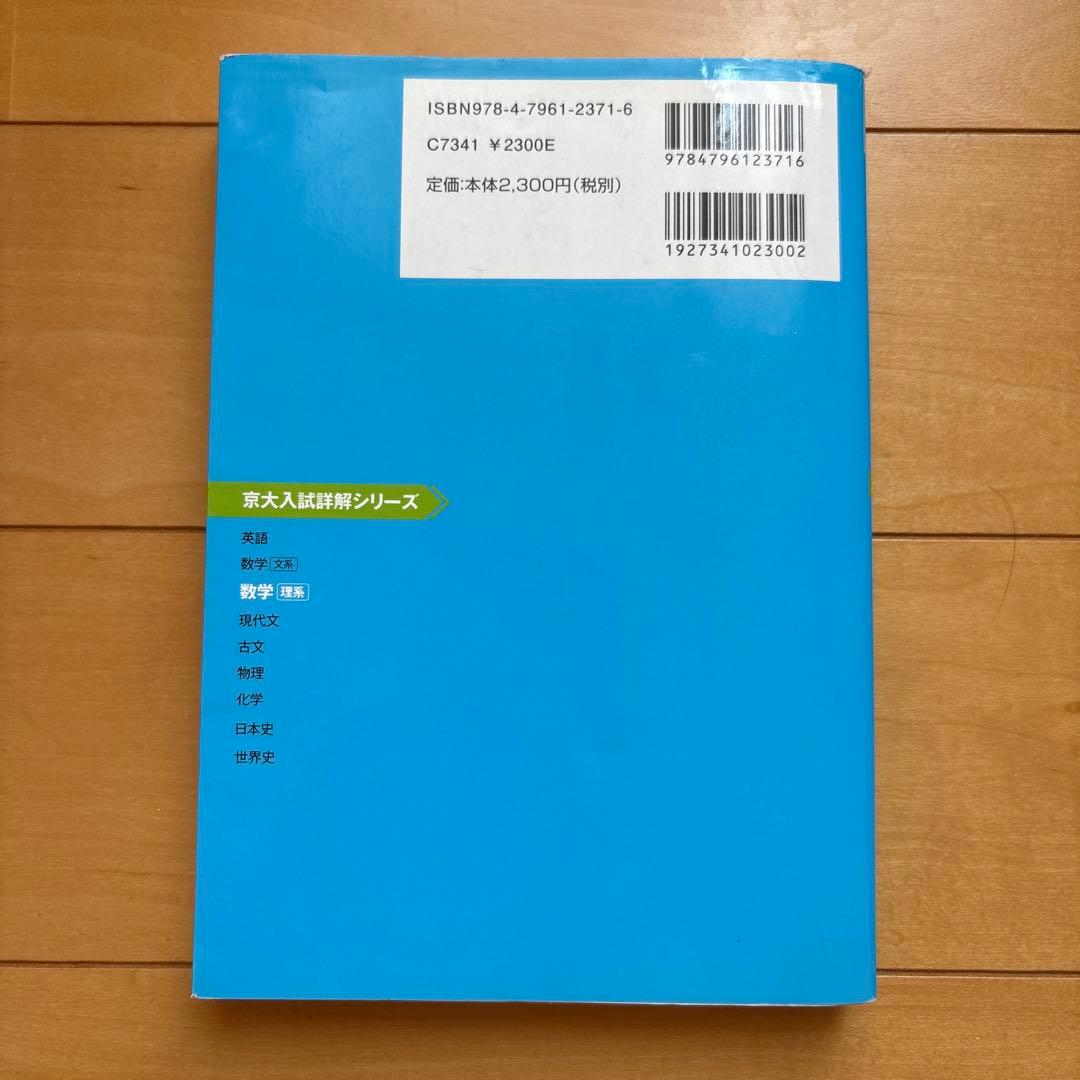 ISBN978-4-7961-2371-6
C7341 ¥2300E
定価:本体2,300円(税別)
9784796123716
1927341023002
京大入試詳解シリーズ
英語
数学 文系
数学 理系
現代文
古文
物理
化学
日本史
世界史